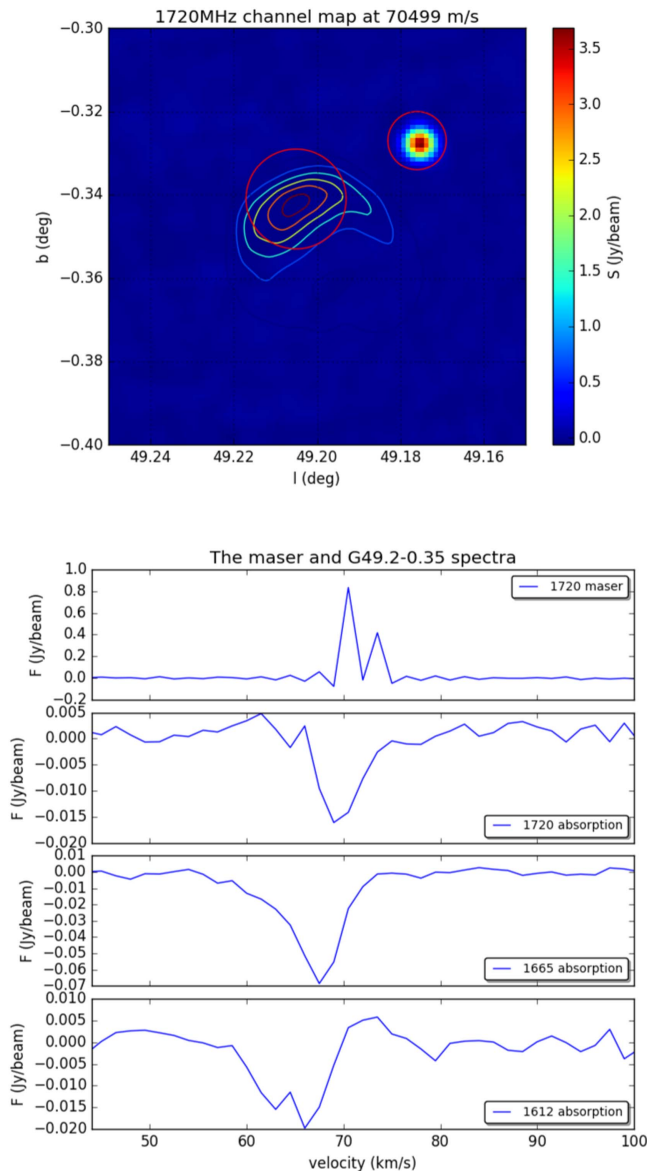 1720MHz channel map at 70499 m/s
−0.30
−0.32
−0.34
−0.36
−0.38
−0.40
b (deg)
49.24 49.22 49.20 49.18 49.16
l (deg)
3.5
3.0
2.5
2.0
1.5
1.0
0.5
0.0
S (Jy/beam)
The maser and G49.2-0.35 spectra
1.0
0.8
0.6
0.4
0.2
0.0
−0.2
F (Jy/beam)
1720 maser
0.005
0.000
−0.005
−0.010
−0.015
−0.020
F (Jy/beam)
1720 absorption
0.01
0.00
−0.01
−0.02
−0.03
−0.04
−0.05
−0.06
−0.07
F (Jy/beam)
1665 absorption
0.010
0.005
0.000
−0.005
−0.010
−0.015
−0.020
F (Jy/beam)
1612 absorption
50 60 70 80 90 100
velocity (km/s)